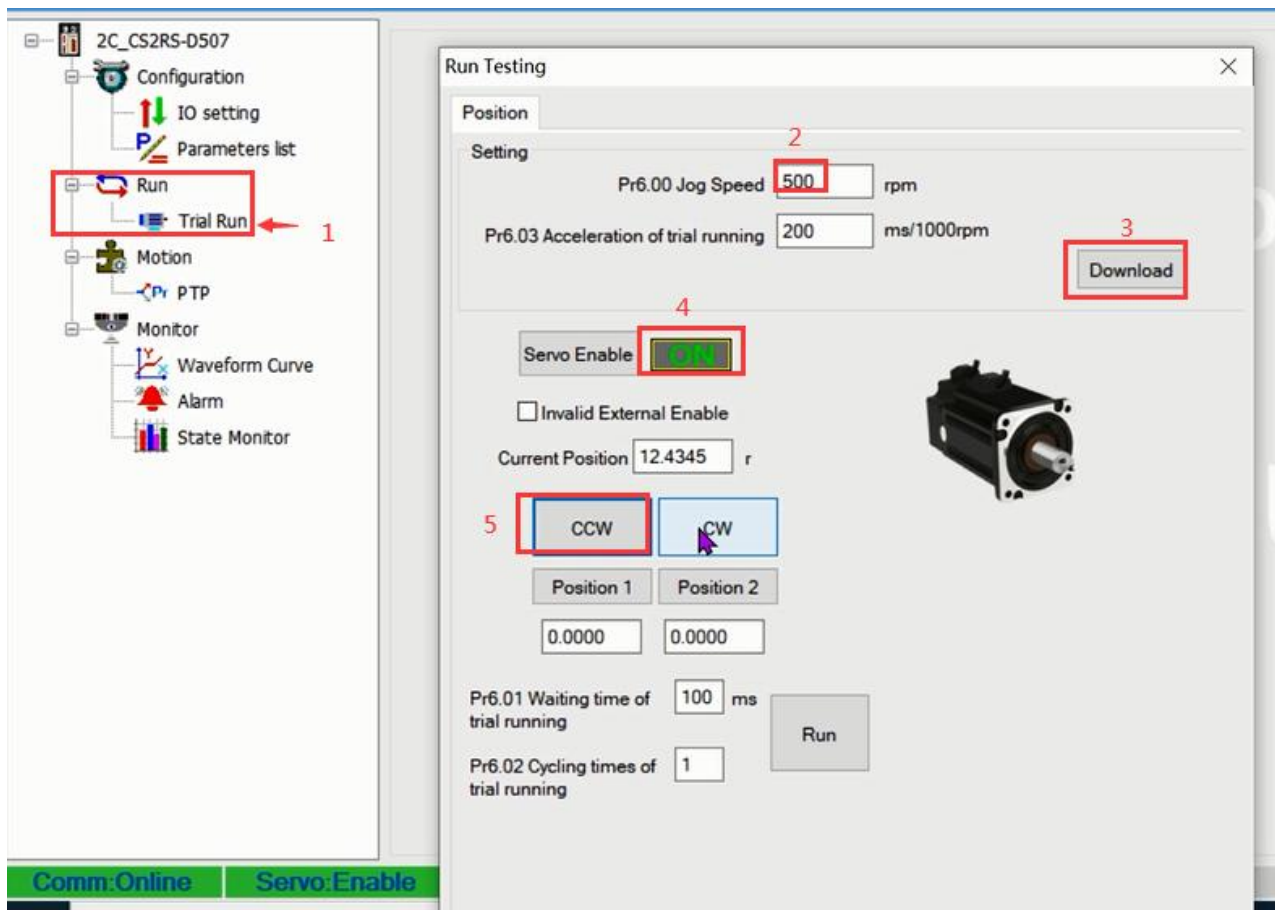 2C_CS2RS-D507
Configuration
IO setting
Parameters list
Run
Trial Run
1
Motion
PTP
Monitor
Waveform Curve
Alarm
State Monitor
Run Testing
Position
Setting
2
Pr6.00 Jog Speed 500 rpm
Pr6.03 Acceleration of trial running 200 ms/1000rpm
3
Download
4
Servo Enable ON
Invalid External Enable
Current Position 12.4345 r
5 CCW CW
Position 1 Position 2
0.0000 0.0000
Pr6.01 Waiting time of 100 ms
trial running
Run
Pr6.02 Cycling times of 1
trial running
Comm:Online Servo:Enable